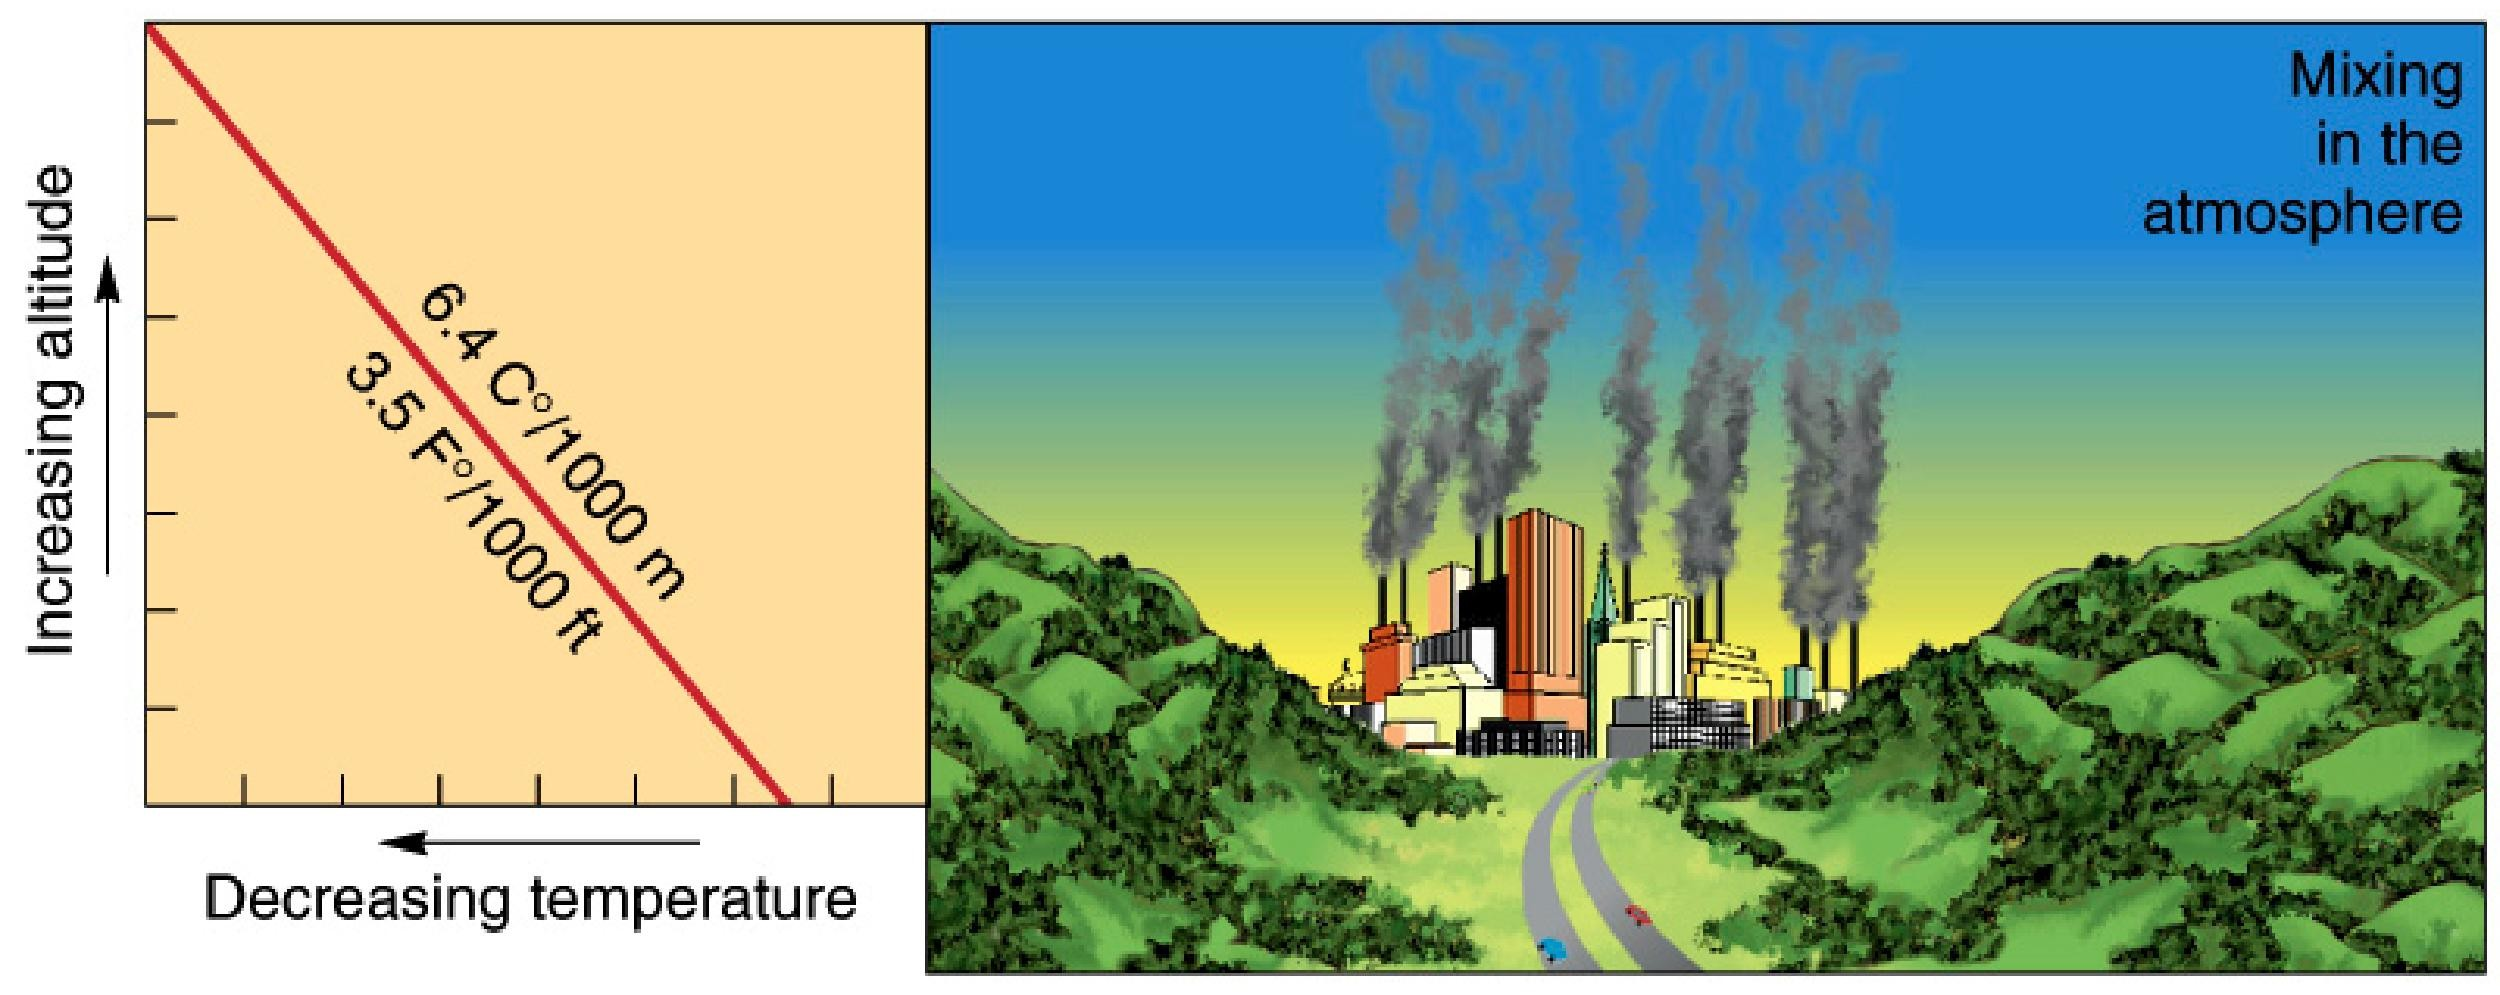 Increasing altitude
6.4 C°/1000 m
3.5 F°/1000 ft
Decreasing temperature
Mixing
in the
atmosphere